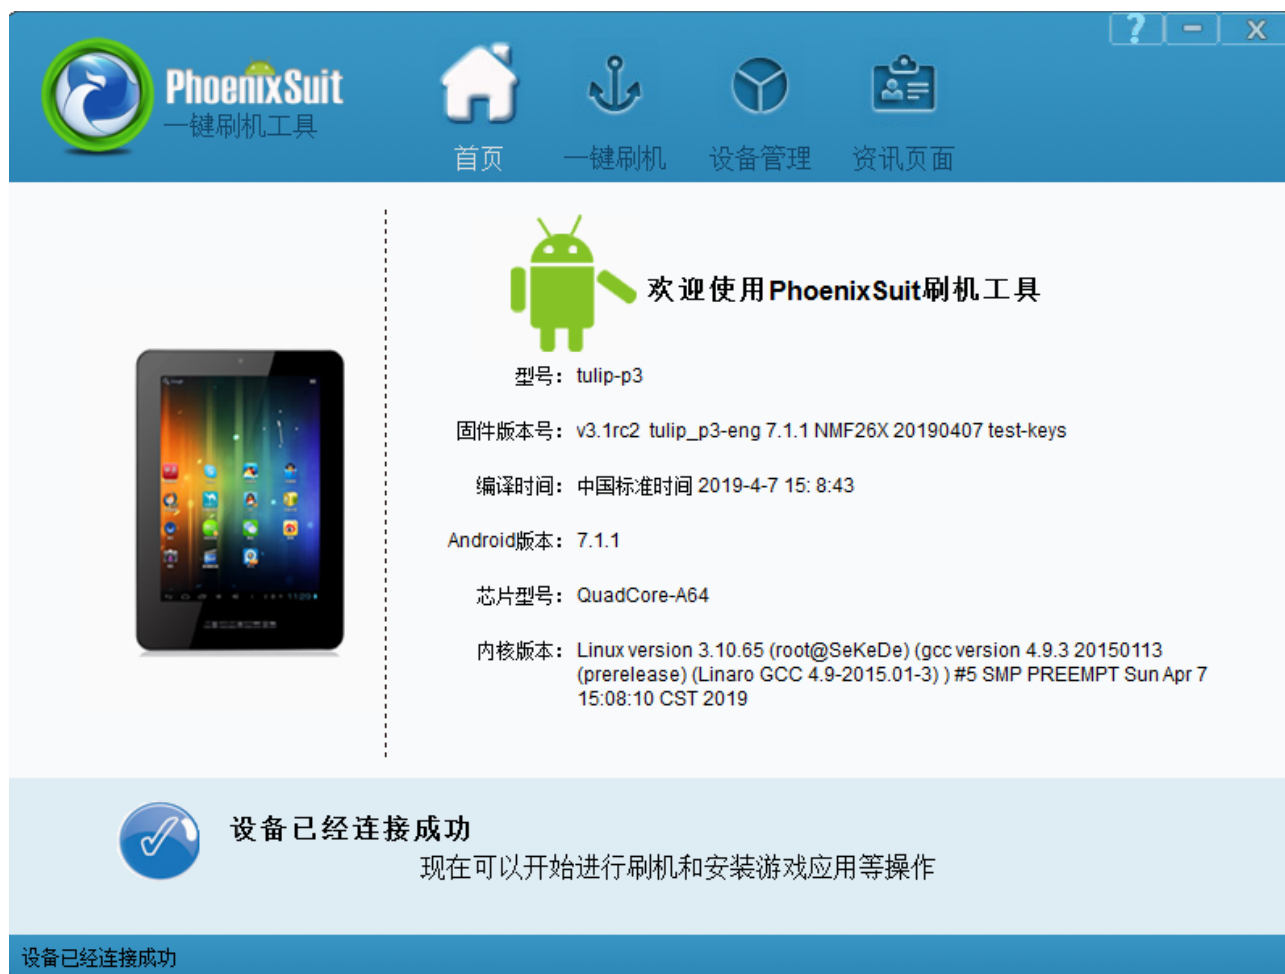 ?
PhoenixSuit
一键刷机工具
首页
一键刷机
设备管理
资讯页面
欢迎使用PhoenixSuit刷机工具
型号： tulip-p3
固件版本号： v3.1rc2 tulip_p3-eng 7.1.1 NMF26X 20190407 test-keys
编译时间： 中国标准时间 2019-4-7 15: 8:43
Android版本： 7.1.1
芯片型号： QuadCore-A64
内核版本： Linux version 3.10.65 (root@SeKeDe) (gcc version 4.9.3 20150113
(prerelease) (Linaro GCC 4.9-2015.01-3) ) #5 SMP PREEMPT Sun Apr 7
15:08:10 CST 2019
设备已经连接成功
现在可以开始进行刷机和安装游戏应用等操作
设备已经连接成功